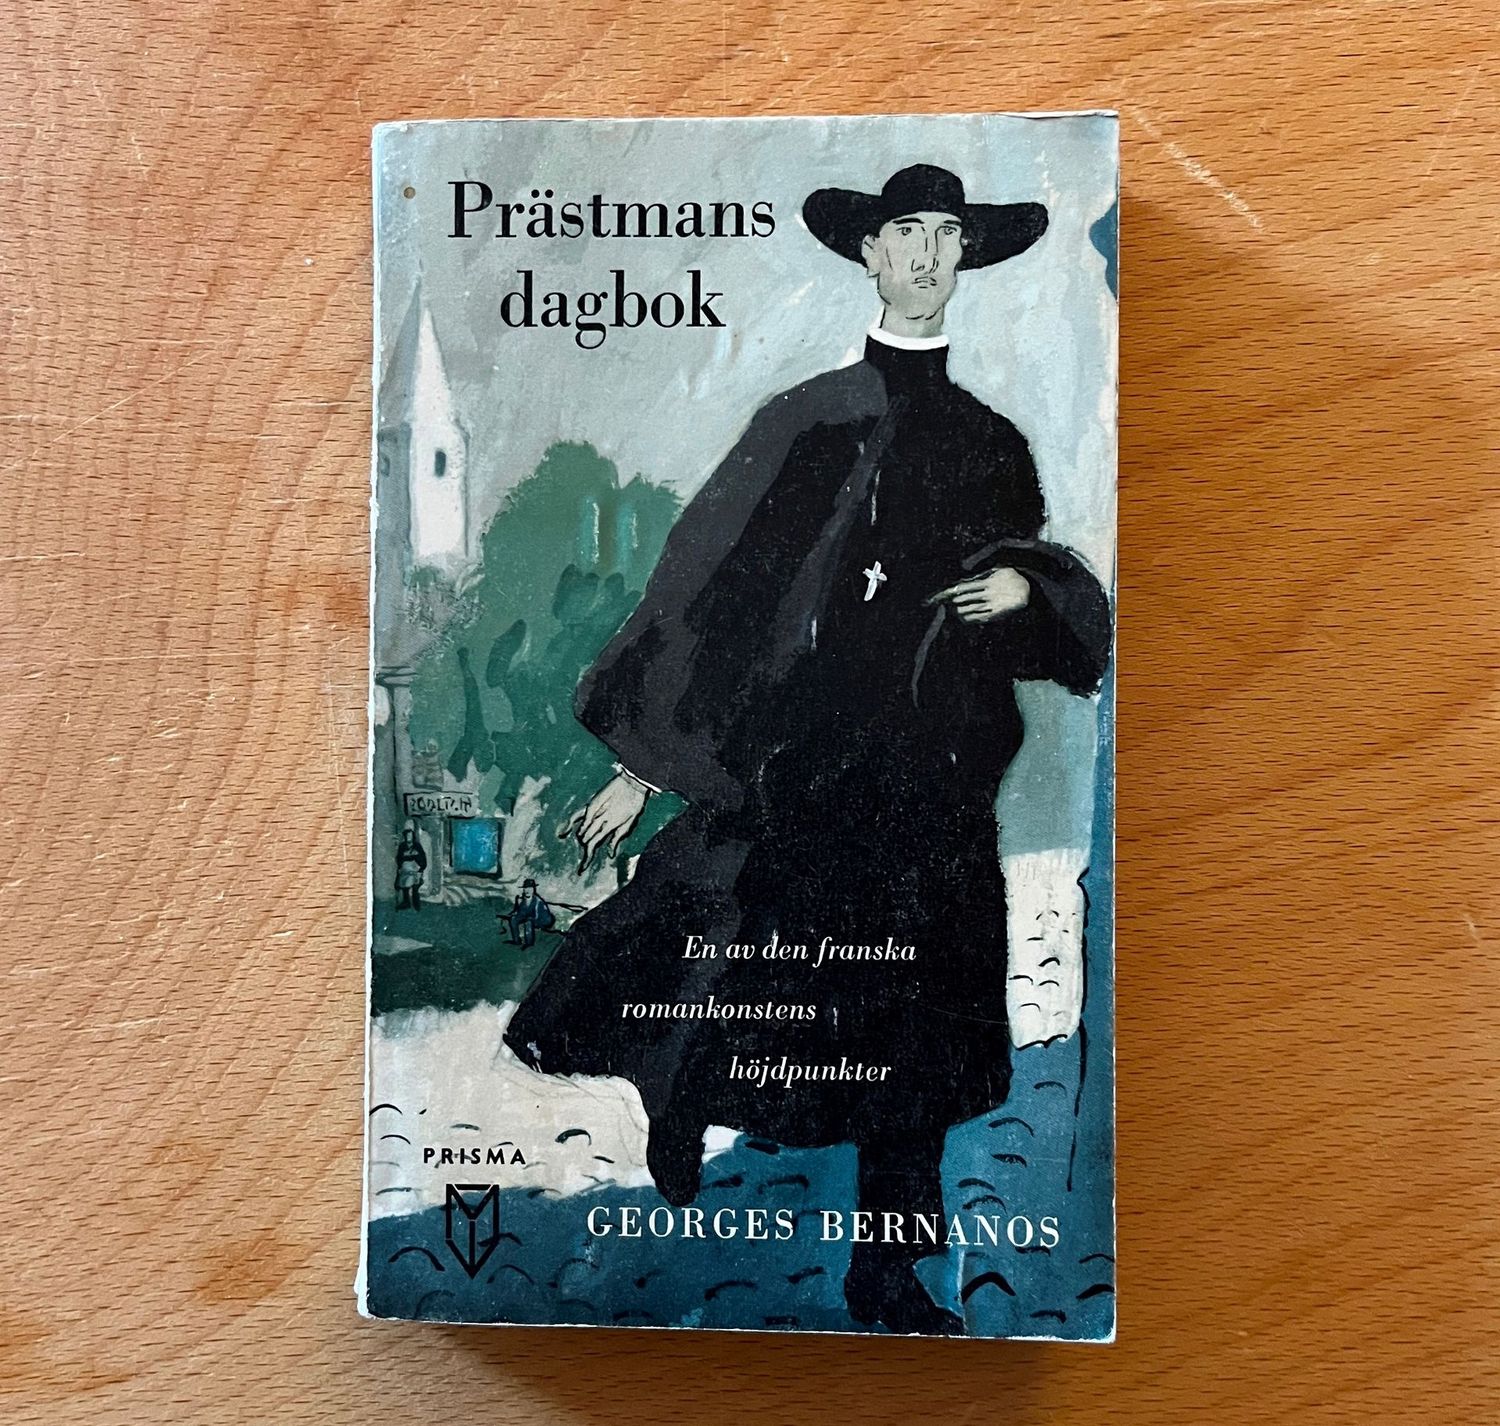 Prästmans
dagbok
En av den franska
romankonstens
höjdpunkter
PRISMA
GEORGES BERNANOS